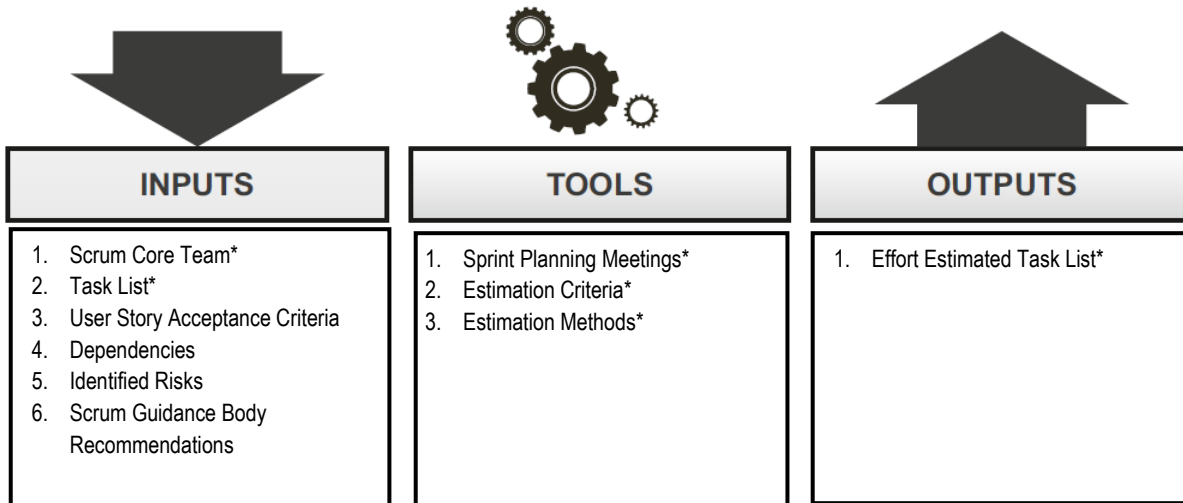 INPUTS
1. Scrum Core Team*
2. Task List*
3. User Story Acceptance Criteria
4. Dependencies
5. Identified Risks
6. Scrum Guidance Body
Recommendations
TOOLS
1. Sprint Planning Meetings*
2. Estimation Criteria*
3. Estimation Methods*
OUTPUTS
1. Effort Estimated Task List*